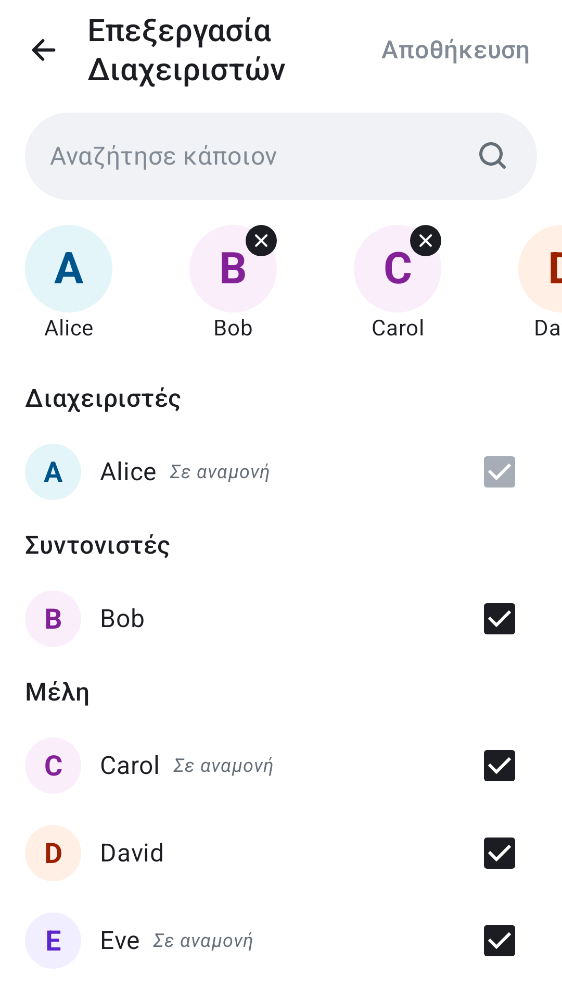 Επεξεργασία
Διαχειριστών
Αποθήκευση
Αναζήτησε κάποιον
A
B
C
Alice
Bob
Carol
Da
Διαχειριστές
A Alice Σε αναμονή
Συντονιστές
B Bob
Μέλη
C Carol Σε αναμονή
D David
E Eve Σε αναμονή